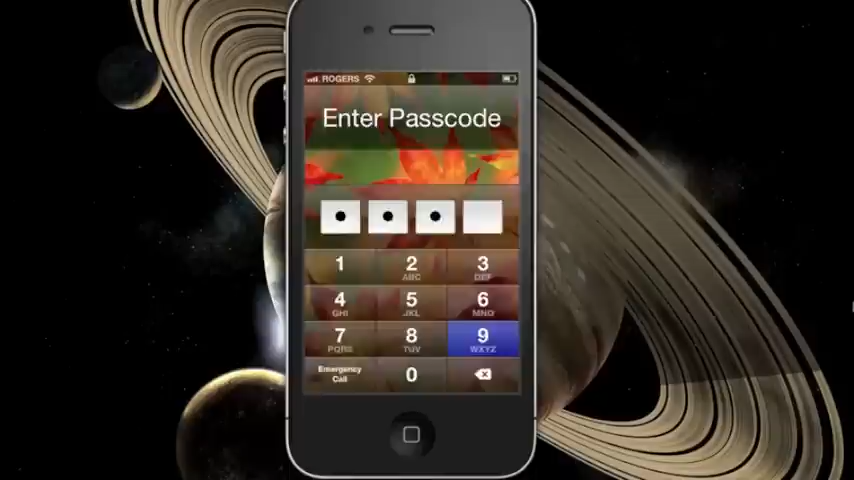 ROGERS
Enter Passcode
1 2 3
ABC DEF
4 5 6
GHI JKL MNO
7 8 9
PQRS TUV WXYZ
Emergency
Call
0